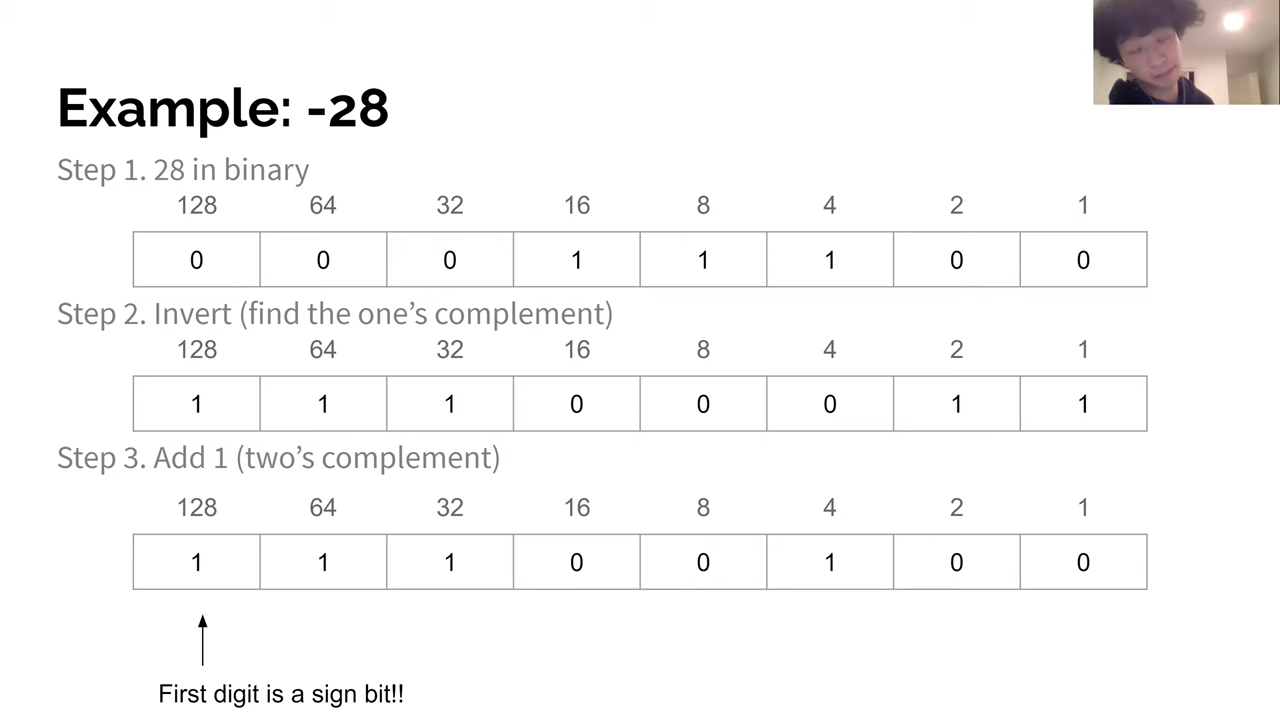 Example: -28
Step 1. 28 in binary
128 64 32 16 8 4 2 1
0 0 0 1 1 1 0 0
Step 2. Invert (find the one’s complement)
128 64 32 16 8 4 2 1
1 1 1 0 0 0 1 1
Step 3. Add 1 (two’s complement)
128 64 32 16 8 4 2 1
1 1 1 0 0 1 0 0
First digit is a sign bit!!